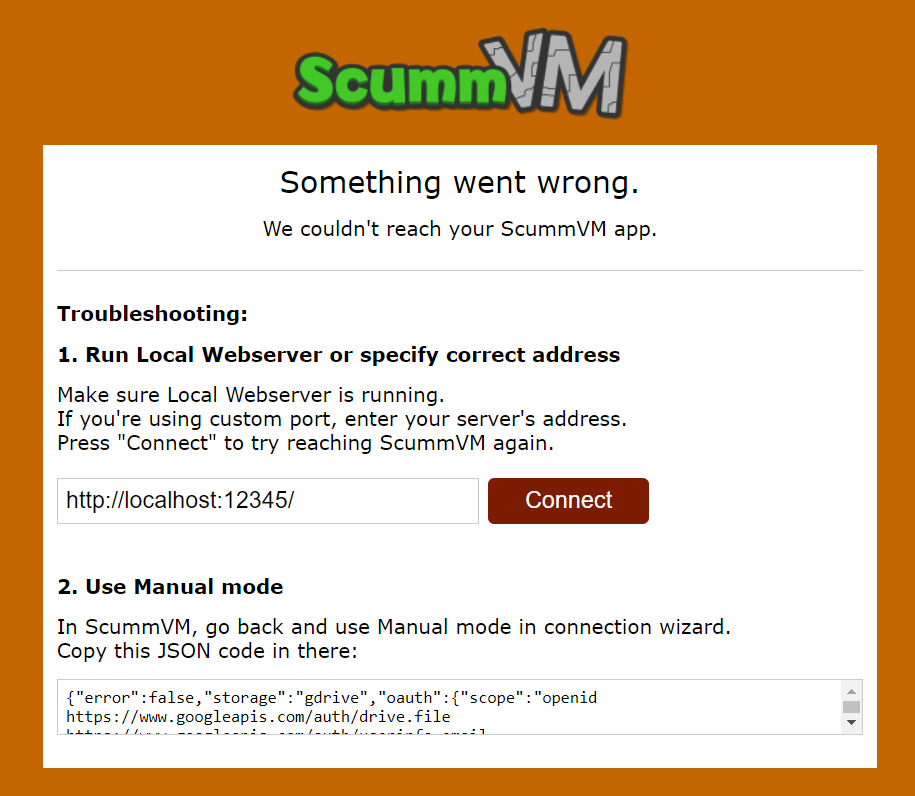 ScummVM
Something went wrong.
We couldn't reach your ScummVM app.
Troubleshooting:
1. Run Local Webserver or specify correct address
Make sure Local Webserver is running.
If you're using custom port, enter your server's address.
Press "Connect" to try reaching ScummVM again.
http://localhost:12345/
Connect
2. Use Manual mode
In ScummVM, go back and use Manual mode in connection wizard.
Copy this JSON code in there:
{"error":false,"storage":"gdrive","oauth":{"scope":"openid
https://www.googleapis.com/auth/drive.file